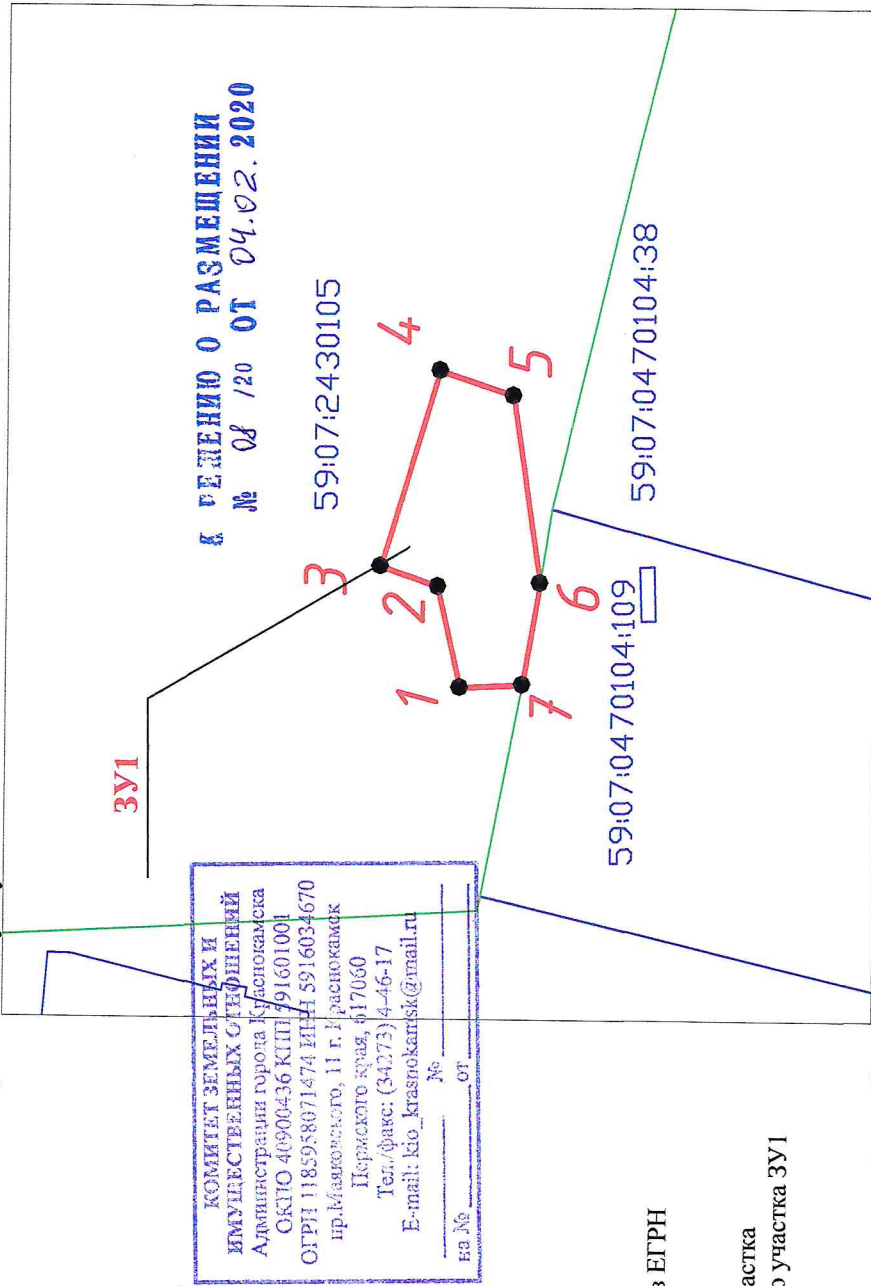 К РЕШЕНИЮ О РАЗМЕЩЕНИИ
№ 08 /20 ОТ 04.02.2020
ЗУ1
59:07:2430105
3
4
2
1
5
6
7
59:07:0470104:38
59:07:0470104:109
КОМИТЕТ ЗЕМЕЛЬНЫХ И
ИМУЩЕСТВЕННЫХ ОТНОШЕНИЙ
Администрации города Краснокамска
ОКПО 40900436 КПП 591601001
ОГРН 1185958071474 ИНН 5916034670
пр.Маяковского, 11 г. Краснокамск
Пермского края, 617060
Тел./факс: (34273) 4-46-17
E-mail: kio_krasnokamsk@mail.ru
№
на № от
в ЕГРН
астка
о участка ЗУ1